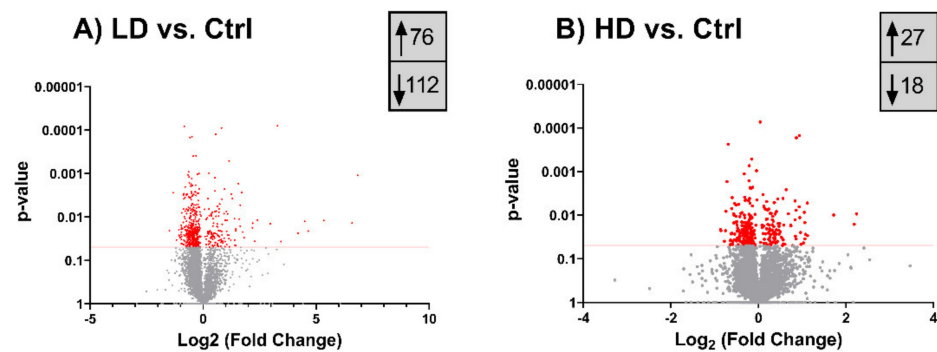 A) LD vs. Ctrl
↑76
↓112
p-value
0.00001
0.0001
0.001
0.01
0.1
1
-5 0 5 10
Log2 (Fold Change)
B) HD vs. Ctrl
↑27
↓18
p-value
0.00001
0.0001
0.001
0.01
0.1
1
-4 -2 0 2 4
Log₂ (Fold Change)